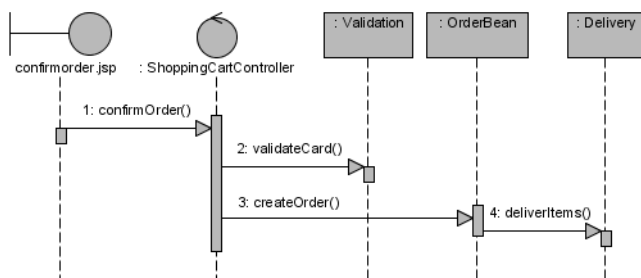 : Validation
: OrderBean
: Delivery
confirmorder.jsp
: ShoppingCartController
1: confirmOrder()
2: validateCard()
3: createOrder()
4: deliverItems()